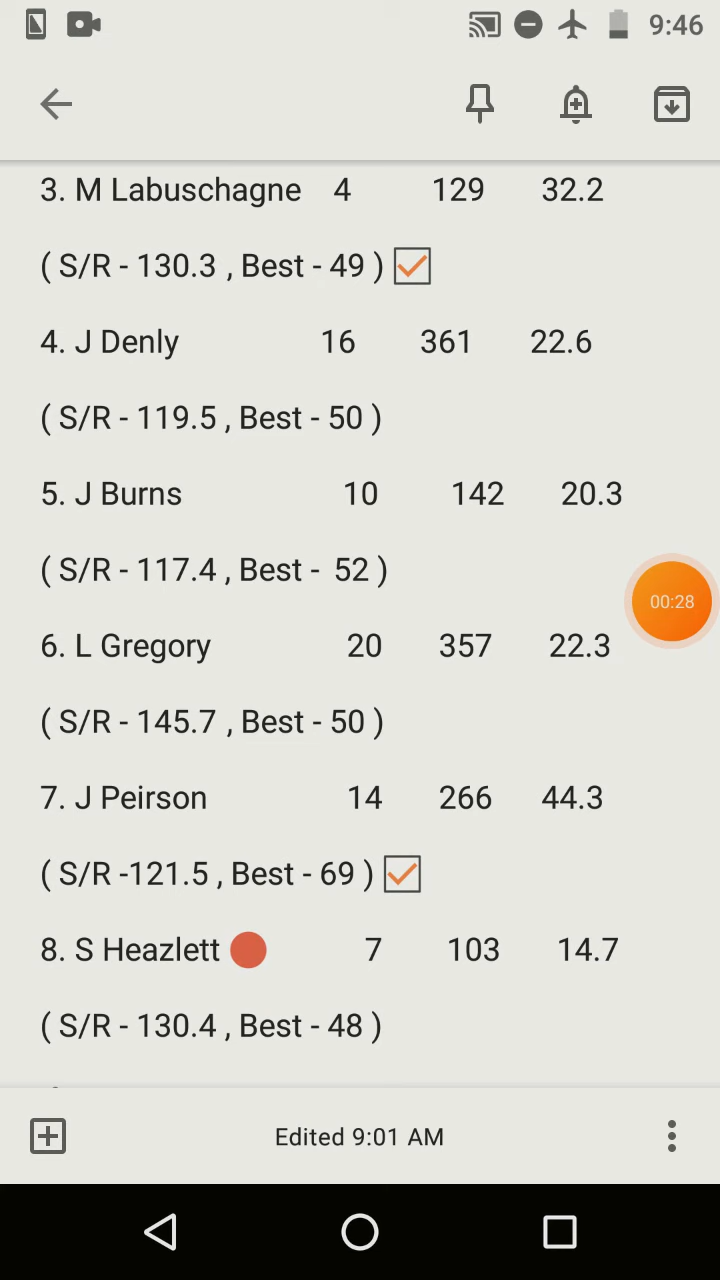 9:46
3. M Labuschagne 4 129 32.2
( S/R - 130.3 , Best - 49 )
4. J Denly 16 361 22.6
( S/R - 119.5 , Best - 50 )
5. J Burns 10 142 20.3
( S/R - 117.4 , Best - 52 )
00:28
6. L Gregory 20 357 22.3
( S/R - 145.7 , Best - 50 )
7. J Peirson 14 266 44.3
( S/R -121.5 , Best - 69 )
8. S Heazlett 7 103 14.7
( S/R - 130.4 , Best - 48 )
Edited 9:01 AM